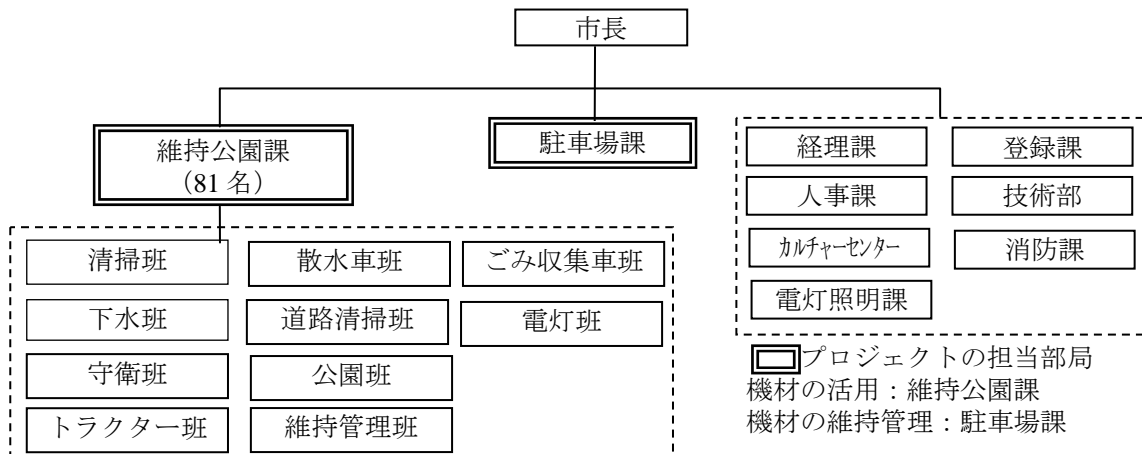 市長
維持公園課
（81 名）
駐車場課
経理課
登録課
人事課
技術部
カルチャーセンター
消防課
電灯照明課
清掃班
散水車班
ごみ収集車班
下水班
道路清掃班
電灯班
守衛班
公園班
トラクター班
維持管理班
プロジェクトの担当部局
機材の活用：維持公園課
機材の維持管理：駐車場課